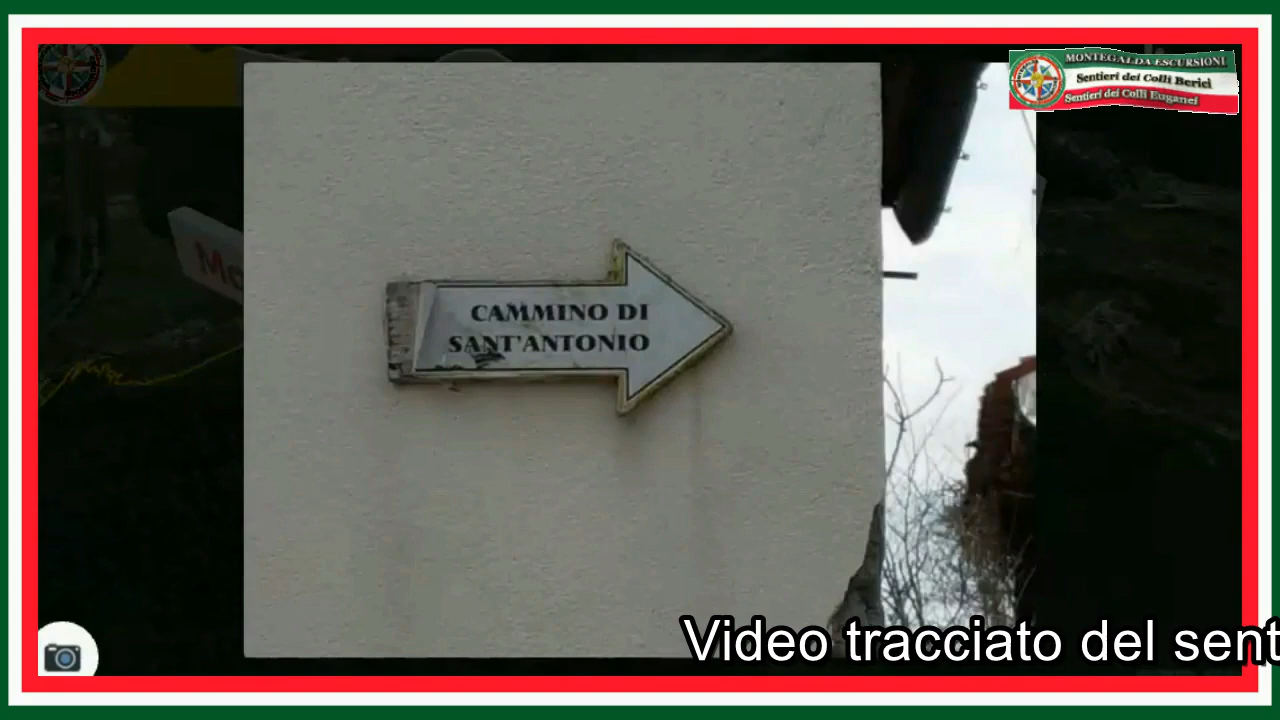 MONTEGALDA ESCURSIONI
Sentieri dei Colli Berici
Sentieri dei Colli Euganei
CAMMINO DI
SANT'ANTONIO
Video tracciato del sent